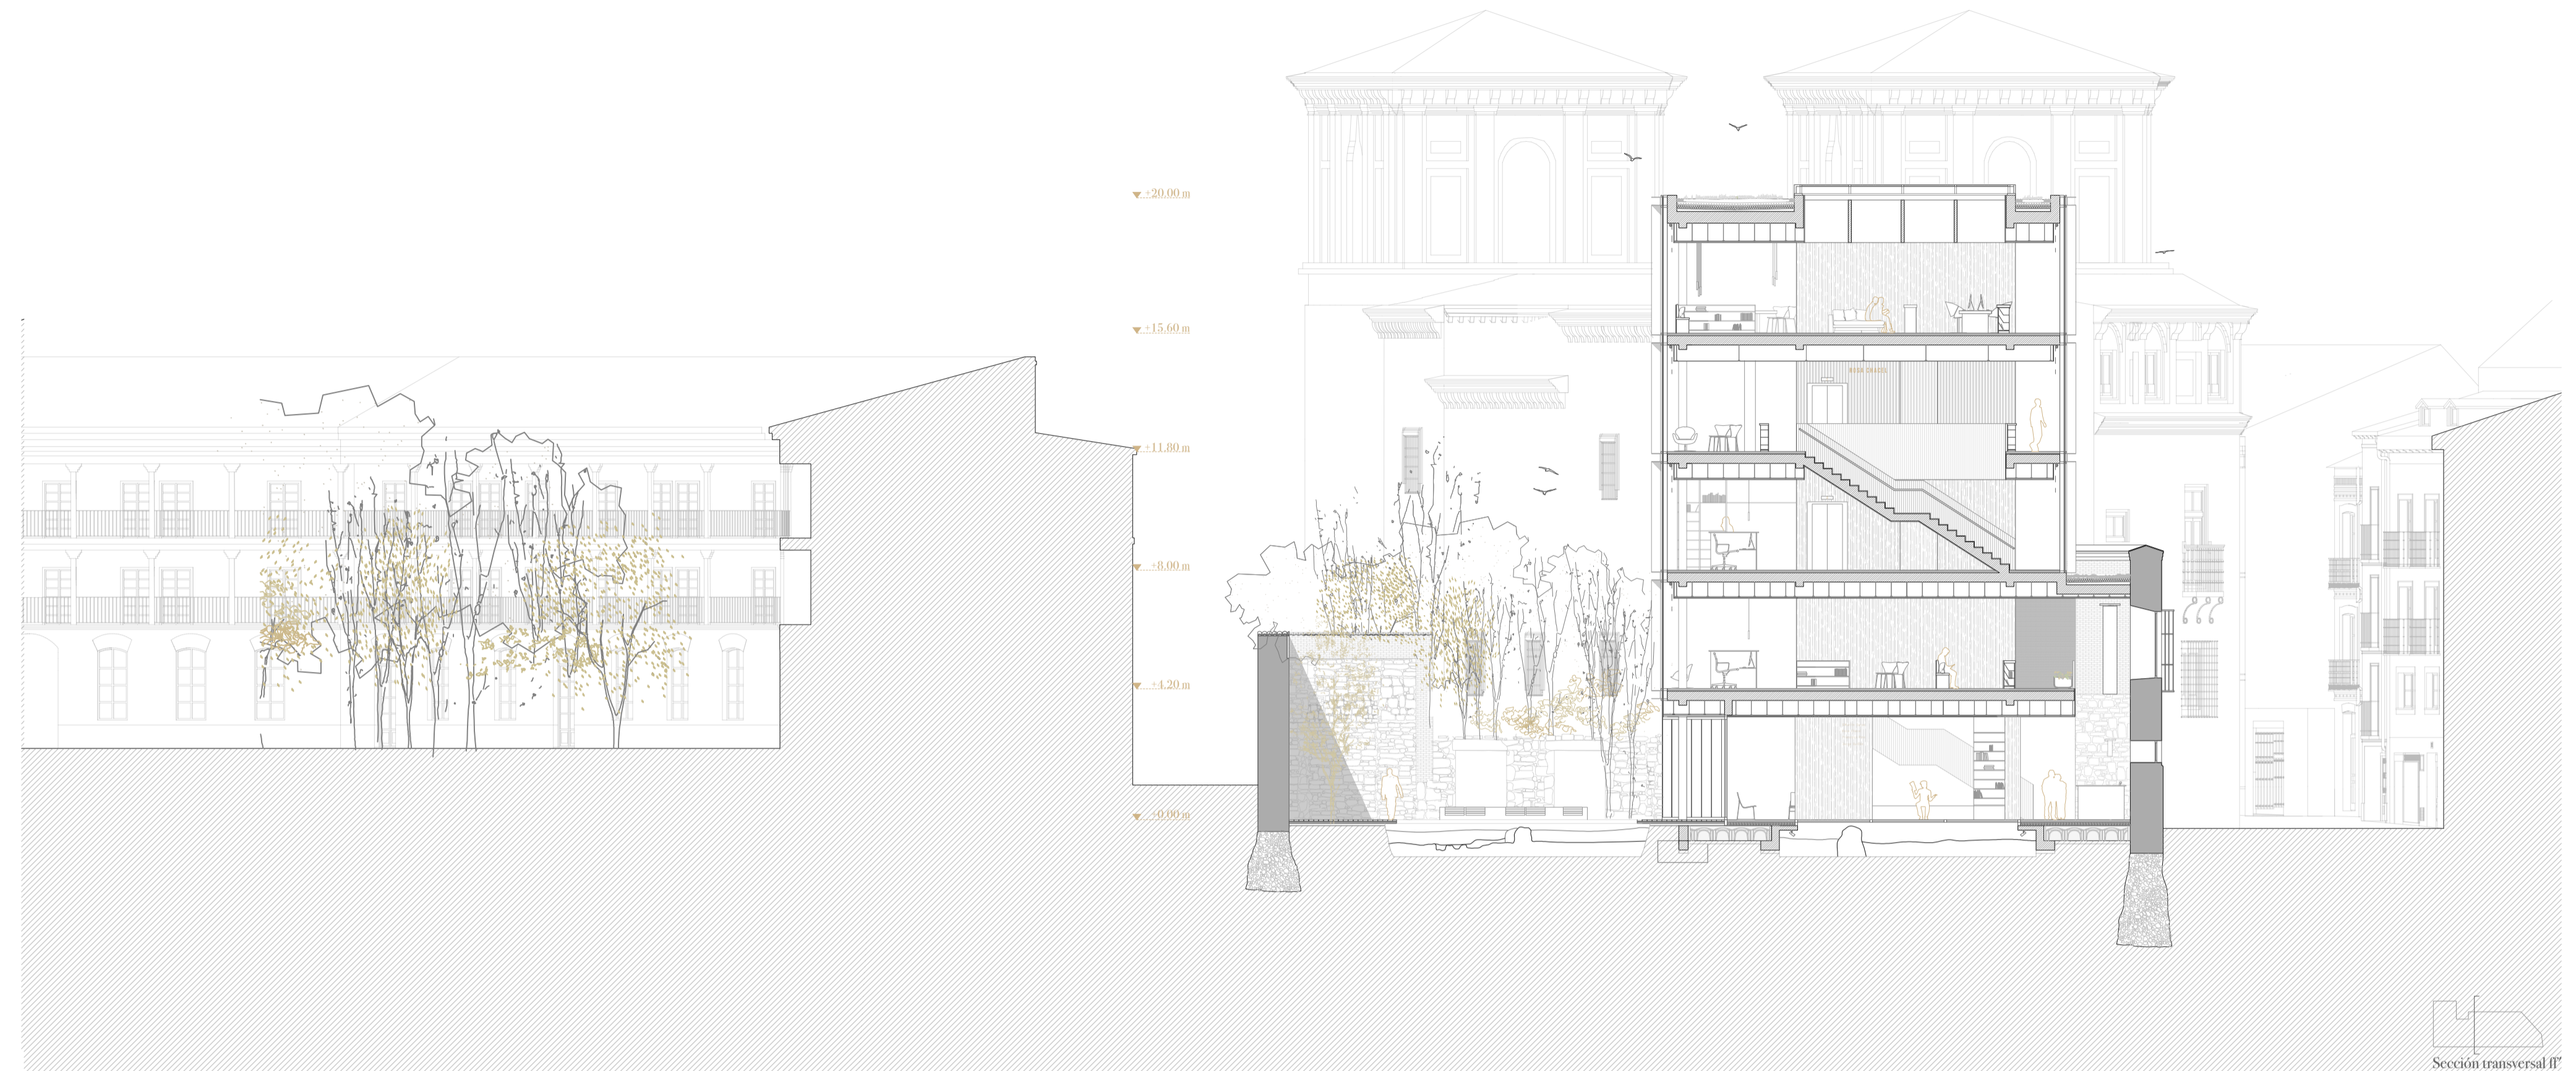 +20.00 m
+15.60 m
+11.80 m
+8.00 m
+4.20 m
+0.00 m
Sección transversal ff'